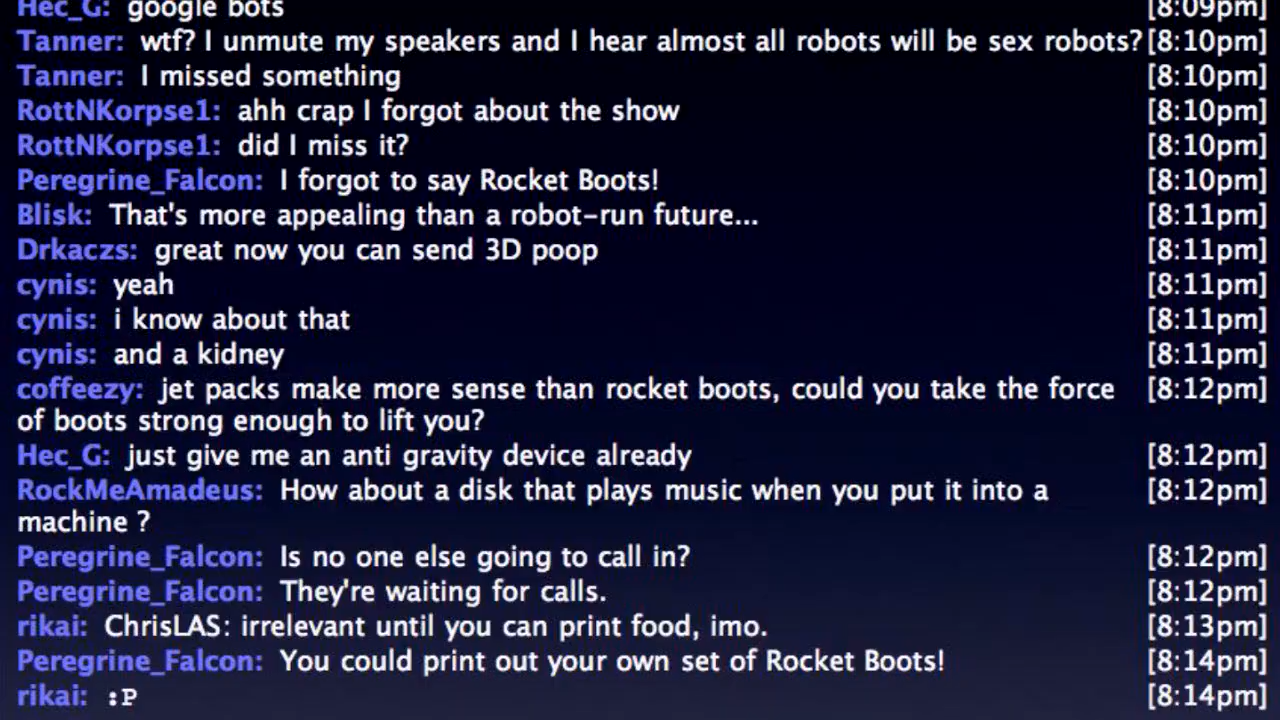 Hec_G: google bots [8:09pm]
Tanner: wtf? I unmute my speakers and I hear almost all robots will be sex robots? [8:10pm]
Tanner: I missed something [8:10pm]
RottNKorpse1: ahh crap I forgot about the show [8:10pm]
RottNKorpse1: did I miss it? [8:10pm]
Peregrine_Falcon: I forgot to say Rocket Boots! [8:10pm]
Blisk: That's more appealing than a robot-run future... [8:11pm]
Drkaczs: great now you can send 3D poop [8:11pm]
cynis: yeah [8:11pm]
cynis: i know about that [8:11pm]
cynis: and a kidney [8:11pm]
coffeezy: jet packs make more sense than rocket boots, could you take the force [8:12pm]
of boots strong enough to lift you?
Hec_G: just give me an anti gravity device already [8:12pm]
RockMeAmadeus: How about a disk that plays music when you put it into a [8:12pm]
machine ?
Peregrine_Falcon: Is no one else going to call in? [8:12pm]
Peregrine_Falcon: They're waiting for calls. [8:12pm]
rikai: ChrisLAS: irrelevant until you can print food, imo. [8:13pm]
Peregrine_Falcon: You could print out your own set of Rocket Boots! [8:14pm]
rikai: :P [8:14pm]